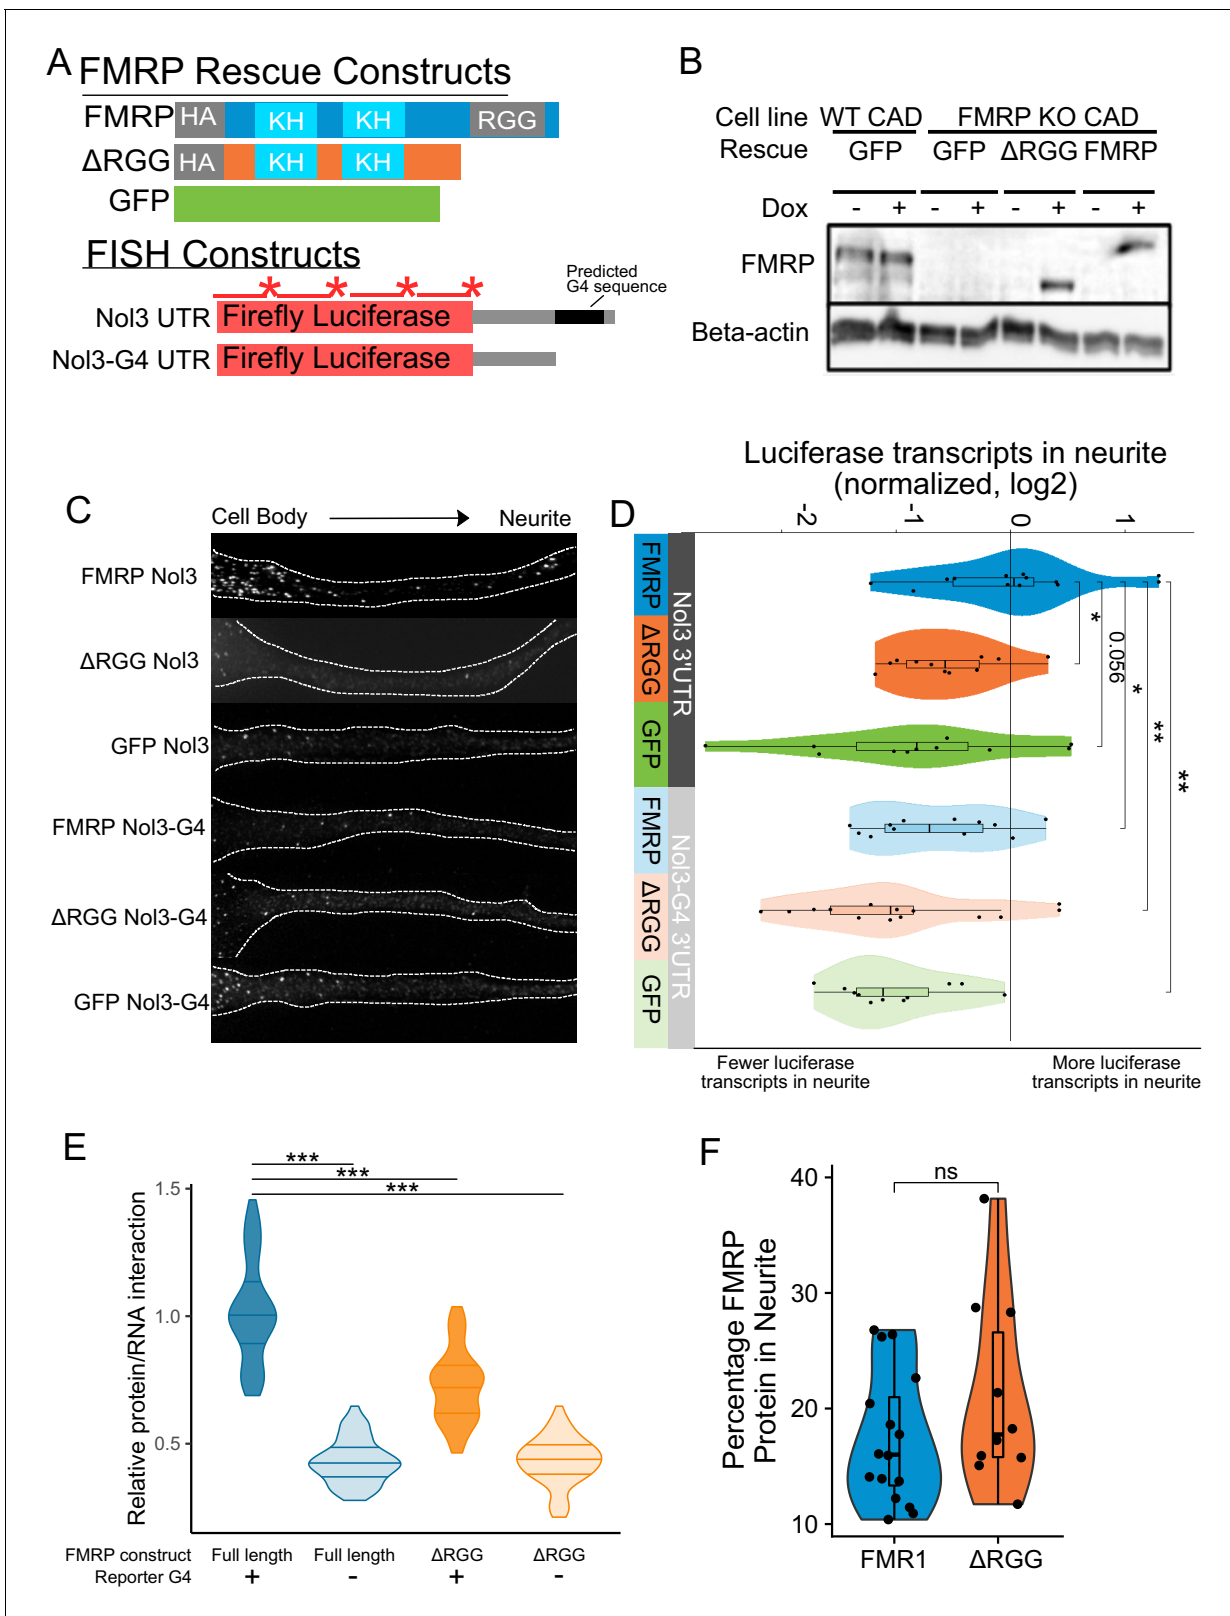 A
FMRP Rescue Constructs
FMRP HA KH KH RGG
ΔRGG HA KH KH
GFP
FISH Constructs
* * * *
Predicted
G4 sequence
Nol3 UTR Firefly Luciferase
Nol3-G4 UTR Firefly Luciferase
B
Cell line WT CAD FMRP KO CAD
Rescue GFP GFP ΔRGG FMRP
Dox - + - + - + - +
FMRP
Beta-actin
C
Cell Body Neurite
FMRP Nol3
ΔRGG Nol3
GFP Nol3
FMRP Nol3-G4
ΔRGG Nol3-G4
GFP Nol3-G4
D
Luciferase transcripts in neurite
(normalized, log2)
-2 -1 0 1
FMRP ΔRGG GFP FMRP ΔRGG GFP
Nol3 3'UTR Nol3-G4 3'UTR
* 0.056 * ** **
Fewer luciferase
transcripts in neurite
More luciferase
transcripts in neurite
E
***
***
***
Relative protein/RNA interaction
1.5
1.0
0.5
FMRP construct Full length Full length ΔRGG ΔRGG
Reporter G4 + - + -
F
ns
Percentage FMRP
Protein in Neurite
40
30
20
10
FMR1 ΔRGG